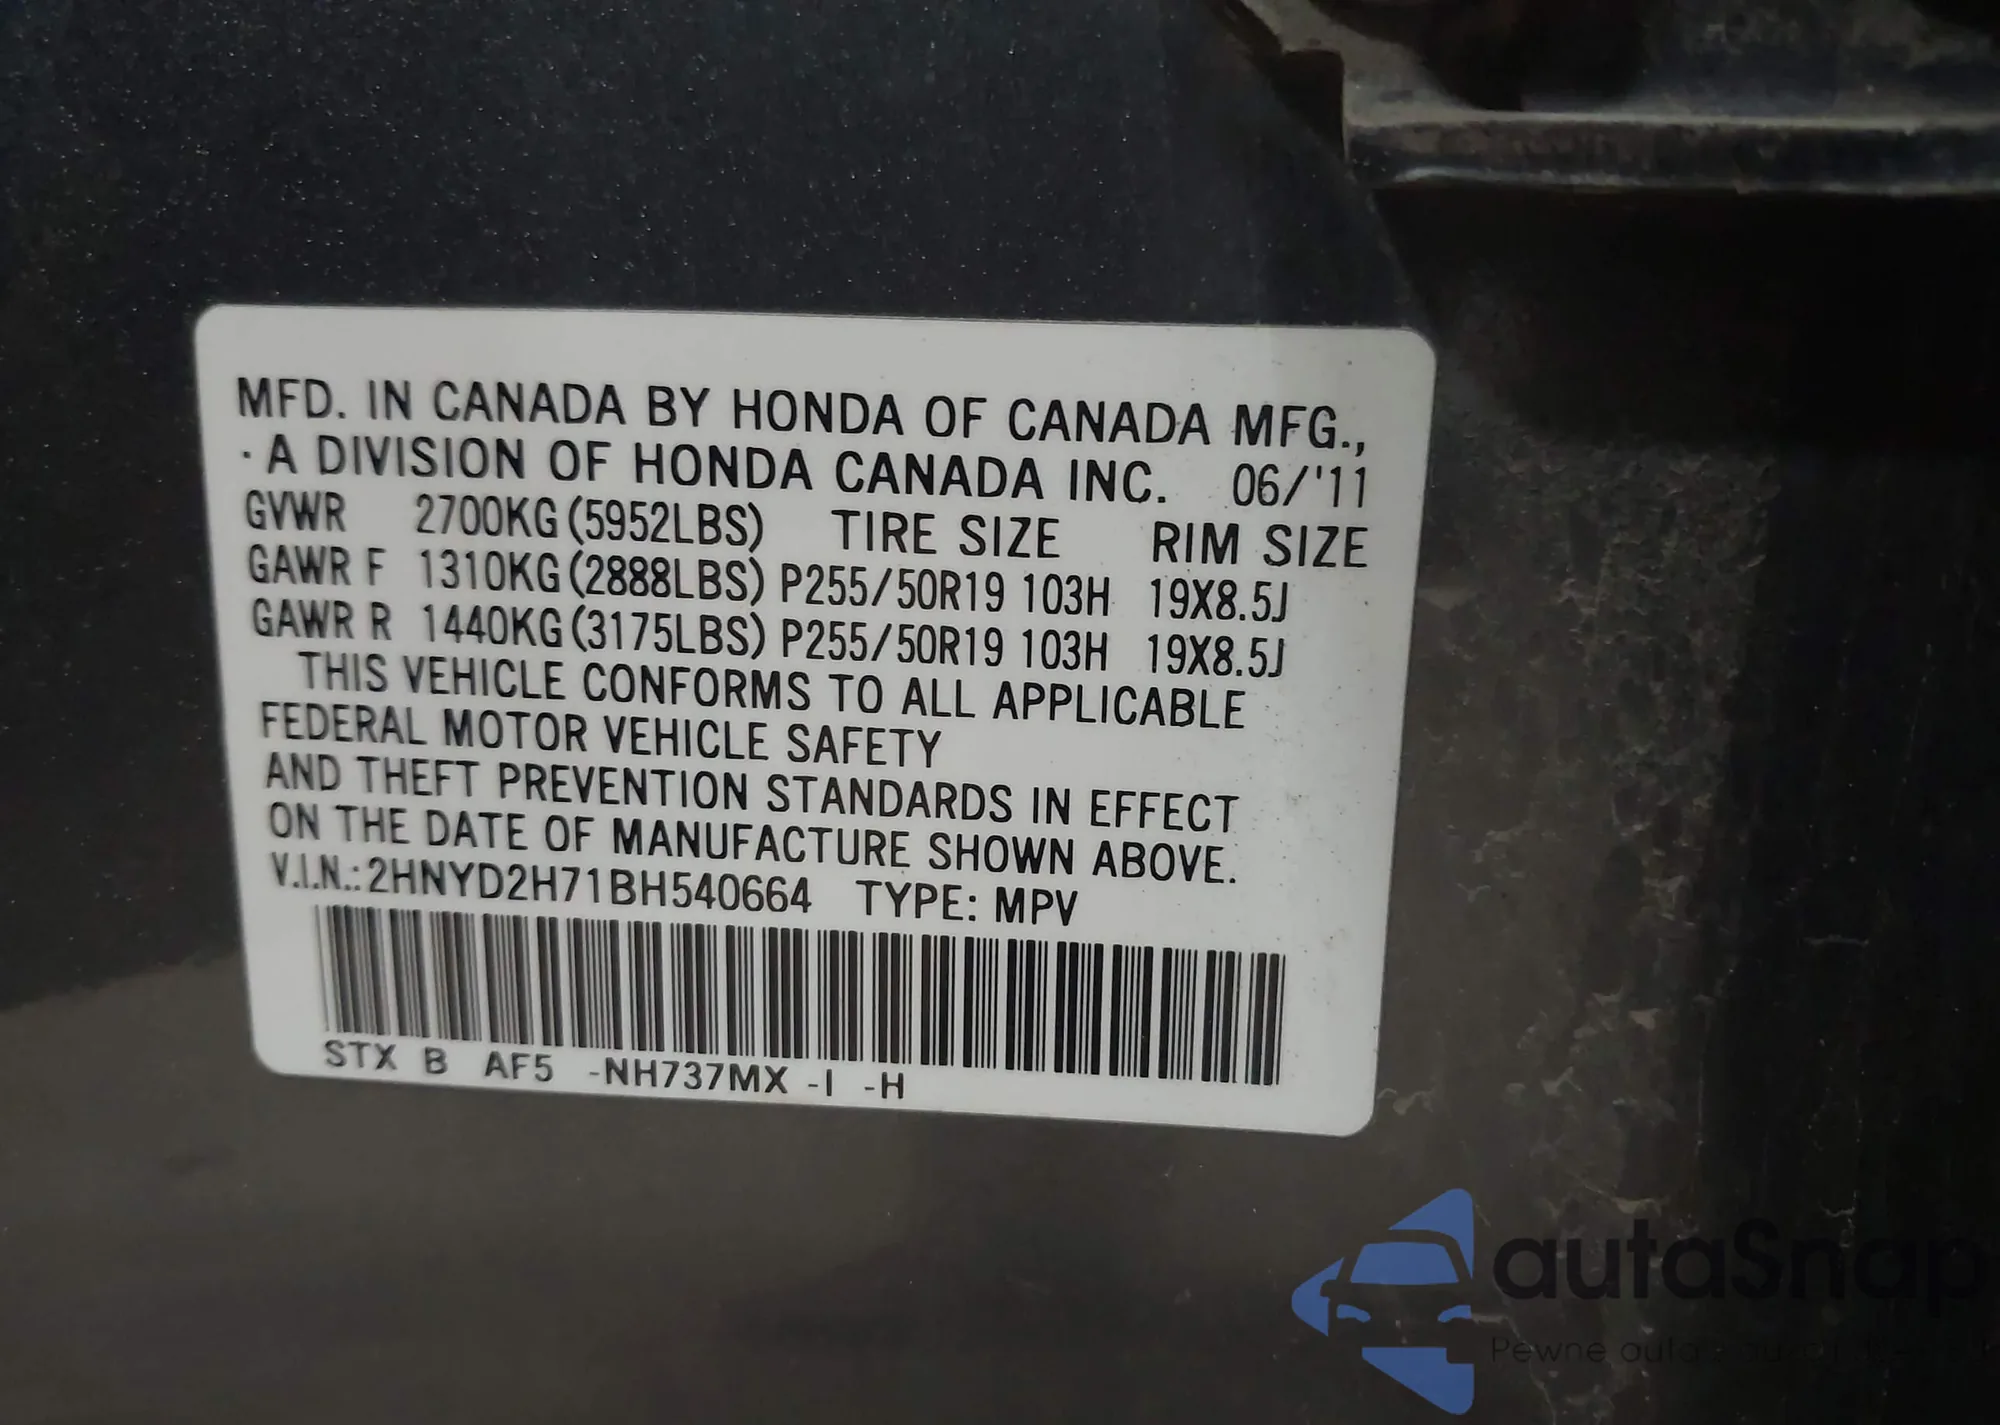 MFD. IN CANADA BY HONDA OF CANADA MFG.,
· A DIVISION OF HONDA CANADA INC. 06/'11
GVWR 2700KG (5952LBS) TIRE SIZE RIM SIZE
GAWR F 1310KG (2888LBS) P255/50R19 103H 19X8.5J
GAWR R 1440KG (3175LBS) P255/50R19 103H 19X8.5J
THIS VEHICLE CONFORMS TO ALL APPLICABLE
FEDERAL MOTOR VEHICLE SAFETY
AND THEFT PREVENTION STANDARDS IN EFFECT
ON THE DATE OF MANUFACTURE SHOWN ABOVE.
V.I.N.: 2HNYD2H71BH540664 TYPE: MPV
STX B AF5 -NH737MX -I -H
autaSnap
Pewne auta